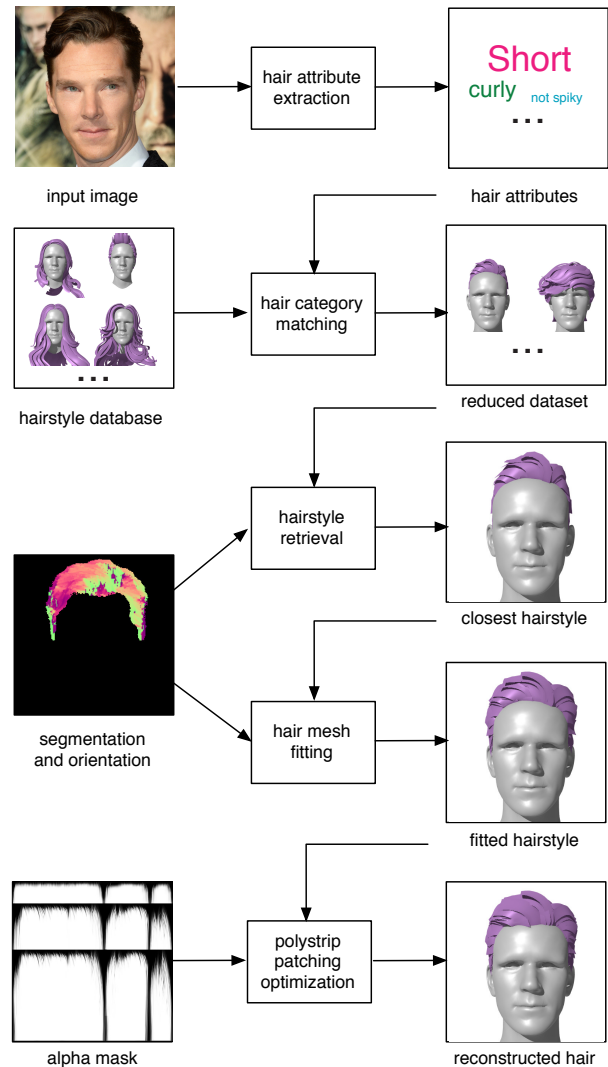 hair attribute
extraction
Short
curly
not spiky
...
input image
hair attributes
hair category
matching
...
...
hairstyle database
reduced dataset
hairstyle
retrieval
closest hairstyle
segmentation
and orientation
hair mesh
fitting
fitted hairstyle
polystrip
patching
optimization
alpha mask
reconstructed hair